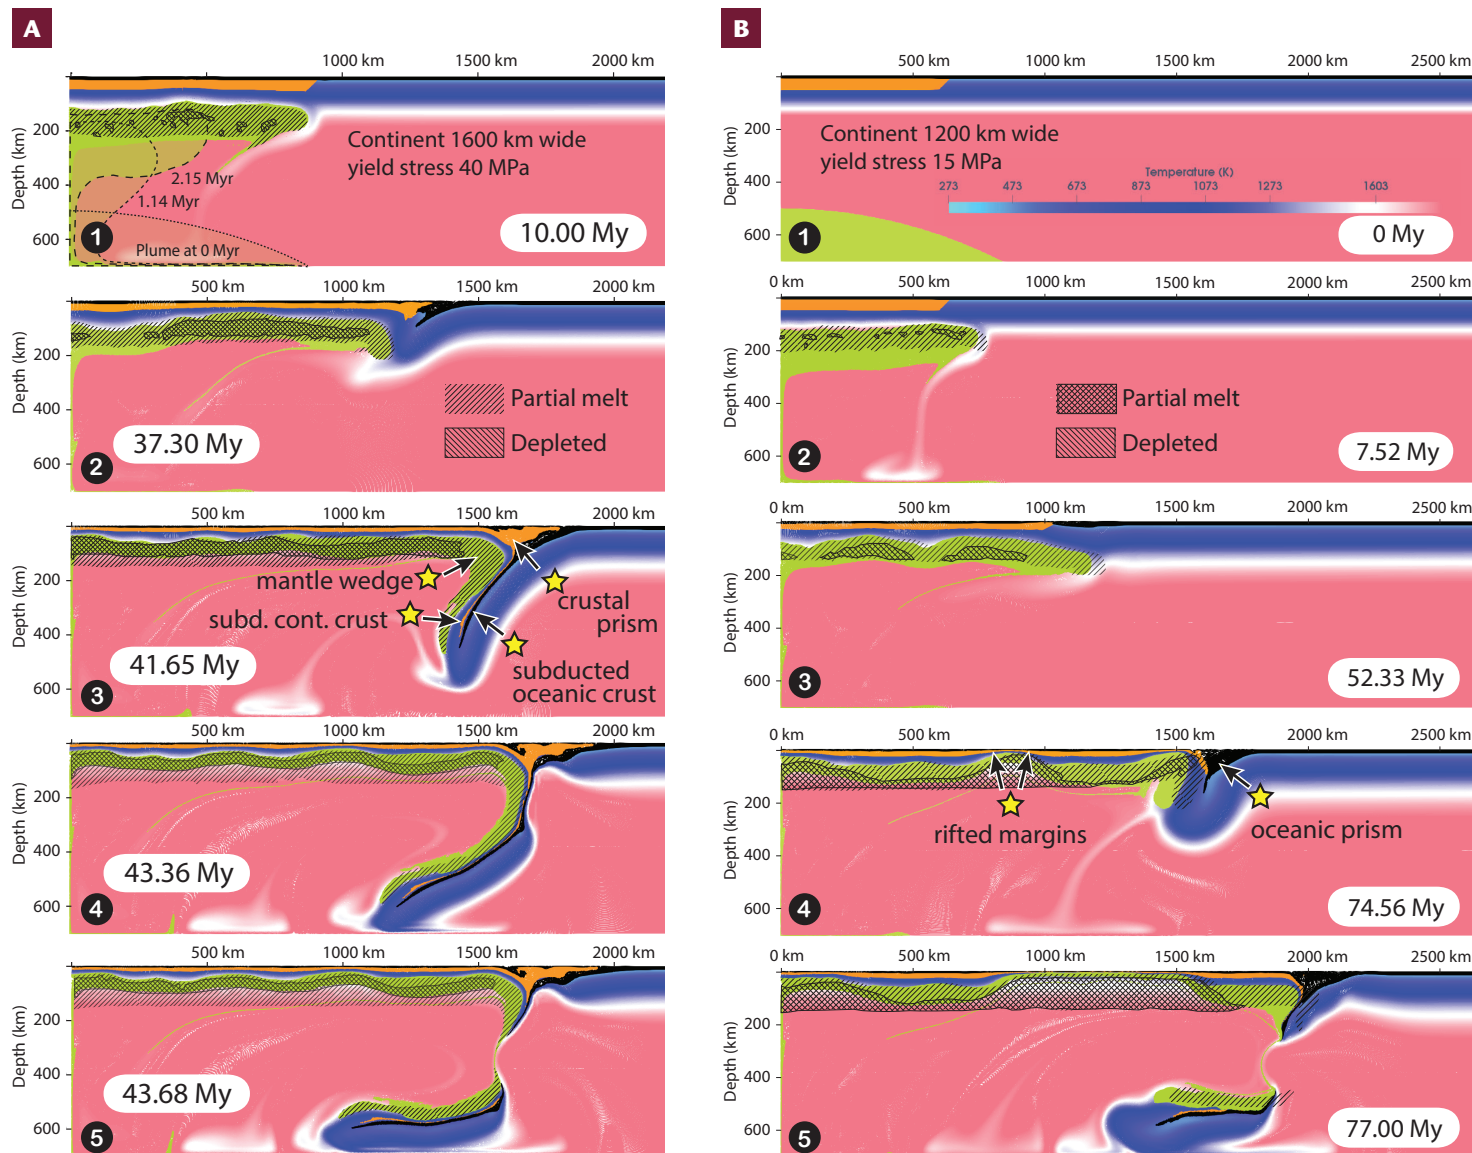 A
1000 km 1500 km 2000 km
Depth (km)
200
400
600
Continent 1600 km wide
yield stress 40 MPa
2.15 Myr
1.14 Myr
Plume at 0 Myr
1
10.00 My
500 km 1000 km 1500 km 2000 km
Depth (km)
200
400
600
Partial melt
Depleted
37.30 My
2
500 km 1000 km 1500 km 2000 km
Depth (km)
200
400
600
mantle wedge
subd. cont. crust
crustal
prism
subducted
oceanic crust
41.65 My
3
500 km 1000 km 1500 km 2000 km
Depth (km)
200
400
600
43.36 My
4
500 km 1000 km 1500 km 2000 km
Depth (km)
200
400
600
43.68 My
5
B
500 km 1000 km 2000 km 2500 km
Depth (km)
200
400
600
Continent 1200 km wide
yield stress 15 MPa
Temperature (K)
273 473 673 873 1073 1273 1603
1
0 My
0 km 500 km 1000 km 1500 km 2000 km 2500 km
Depth (km)
200
400
600
Partial melt
Depleted
2
7.52 My
0 km 500 km 1000 km 1500 km 2000 km 2500 km
Depth (km)
200
400
600
3
52.33 My
0 km 500 km 1000 km 1500 km 2000 km 2500 km
Depth (km)
200
400
600
rifted margins
oceanic prism
4
74.56 My
0 km 500 km 1000 km 1500 km 2000 km 2500 km
Depth (km)
200
400
600
5
77.00 My